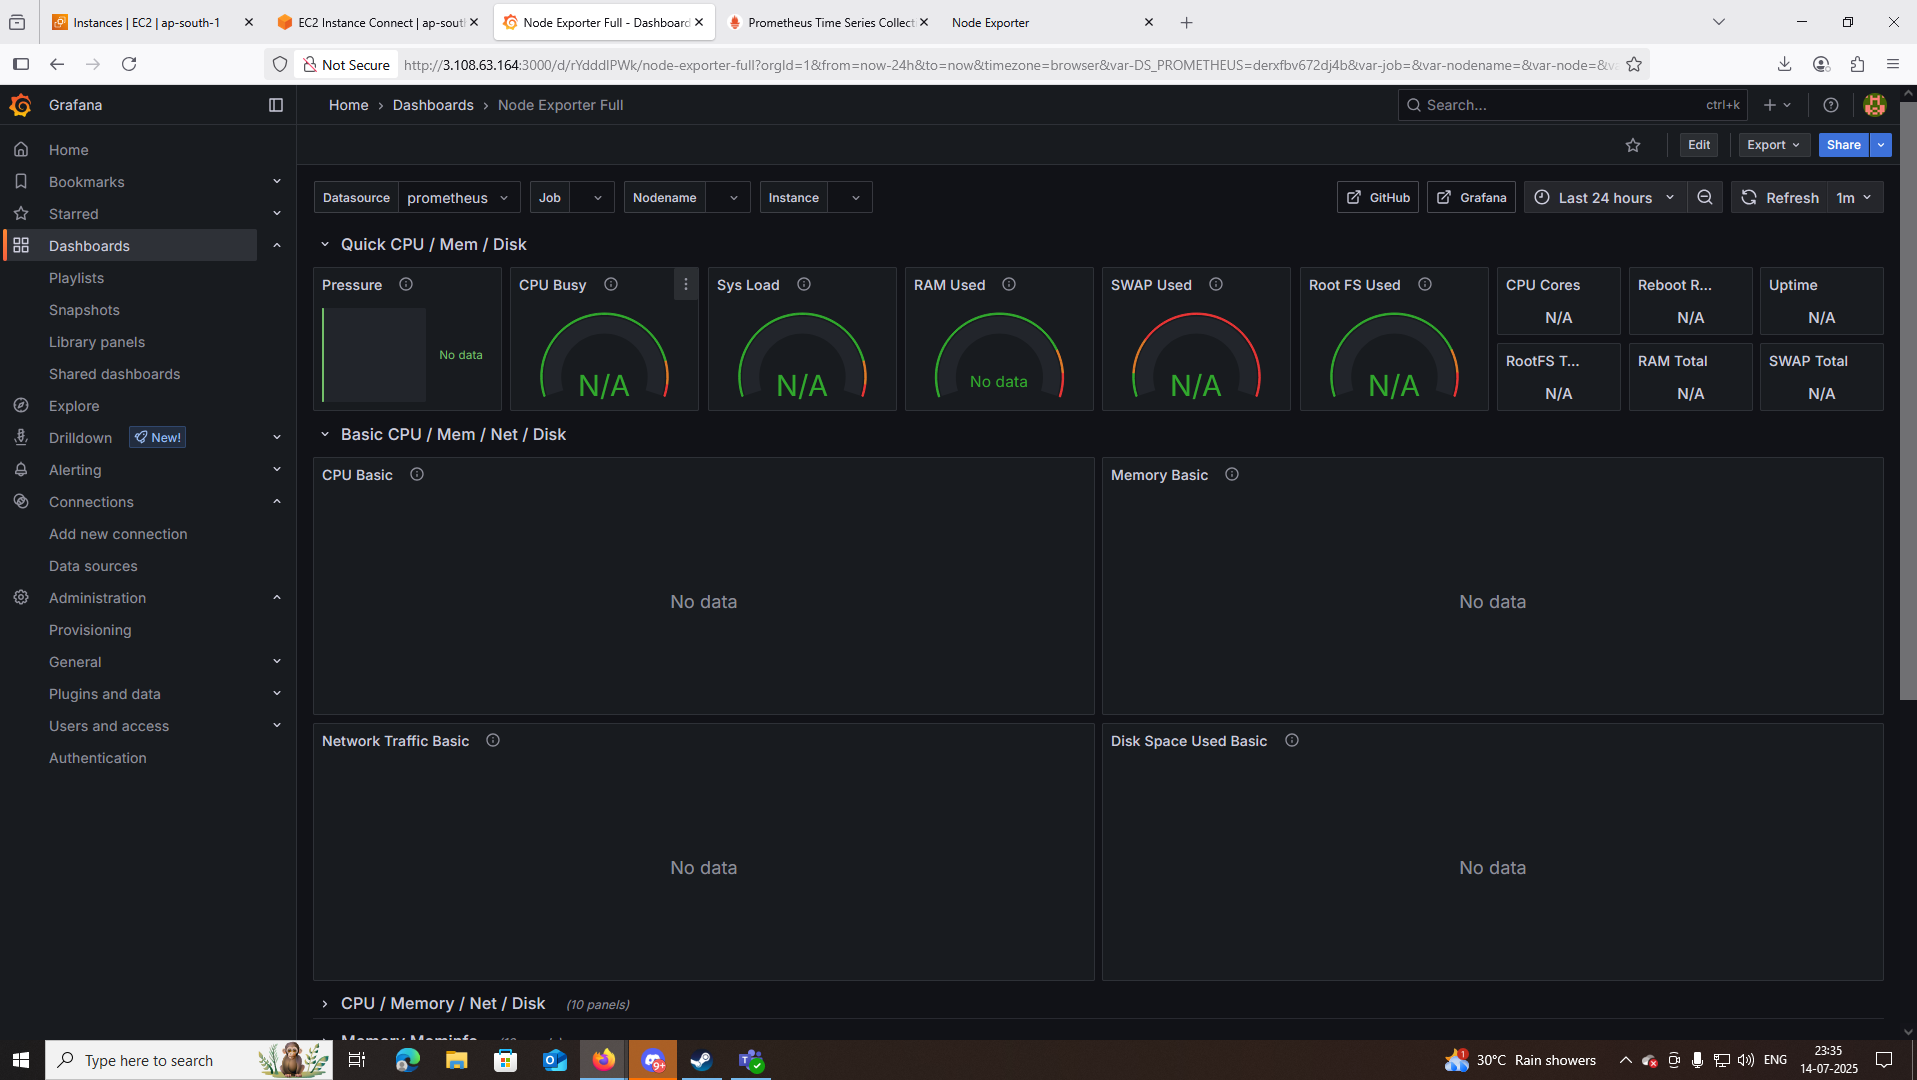 Instances | EC2 | ap-south-1
EC2 Instance Connect | ap-sout
Node Exporter Full - Dashboard
Prometheus Time Series Collect
Node Exporter
Not Secure
http://3.108.63.164:3000/d/rYdddlPWk/node-exporter-full?orgId=1&from=now-24h&to=now&timezone=browser&var-DS_PROMETHEUS=derxfbv672dj4b&var-job=&var-nodename=&var-node=&v
Grafana
Home › Dashboards › Node Exporter Full
Search... ctrl+k
Edit Export Share
Home
Bookmarks
Starred
Dashboards
Playlists
Snapshots
Library panels
Shared dashboards
Explore
Drilldown New!
Alerting
Connections
Add new connection
Data sources
Administration
Provisioning
General
Plugins and data
Users and access
Authentication
Datasource prometheus Job Nodename Instance GitHub Grafana Last 24 hours Refresh 1m
Quick CPU / Mem / Disk
Pressure
No data
CPU Busy
N/A
Sys Load
N/A
RAM Used
No data
SWAP Used
N/A
Root FS Used
N/A
CPU Cores
N/A
Reboot R...
N/A
Uptime
N/A
RootFS T...
N/A
RAM Total
N/A
SWAP Total
N/A
Basic CPU / Mem / Net / Disk
CPU Basic
No data
Memory Basic
No data
Network Traffic Basic
No data
Disk Space Used Basic
No data
CPU / Memory / Net / Disk (10 panels)
Memory Meminfo
Type here to search
9+
1
30°C Rain showers
ENG
23:35
14-07-2025